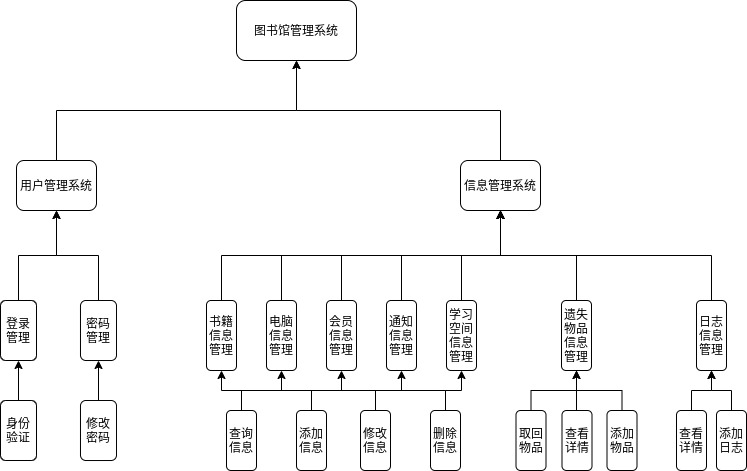 图书馆管理系统
用户管理系统
信息管理系统
登录
管理
密码
管理
书籍
信息
管理
电脑
信息
管理
会员
信息
管理
通知
信息
管理
学习
空间
信息
管理
遗失
物品
信息
管理
日志
信息
管理
身份
验证
修改
密码
查询
信息
添加
信息
修改
信息
删除
信息
取回
物品
查看
详情
添加
物品
查看
详情
添加
日志